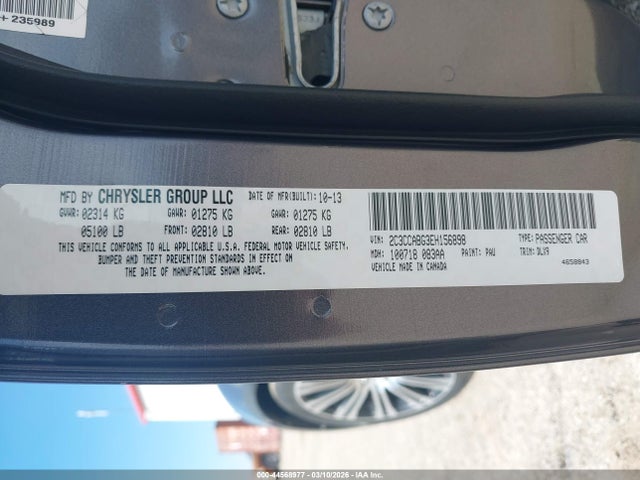 + 235989
MFD BY CHRYSLER GROUP LLC DATE OF MFR(BUILT): 10-13
GVWR: 02314 KG GAWR: 01275 KG GAWR: 01275 KG
05100 LB FRONT: 02810 LB REAR: 02810 LB
THIS VEHICLE CONFORMS TO ALL APPLICABLE U.S.A. FEDERAL MOTOR VEHICLE SAFETY,
BUMPER AND THEFT PREVENTION STANDARDS IN EFFECT ON
THE DATE OF MANUFACTURE SHOWN ABOVE.
VIN: 2C3CCABG3EH156898 TYPE: PASSENGER CAR
MDH: 100718 083AA PAINT: PAU TRIM: DLX9
VEHICLE MADE IN CANADA
4658843
000-44568977 — 03/10/2026 — IAA Inc. Copyright